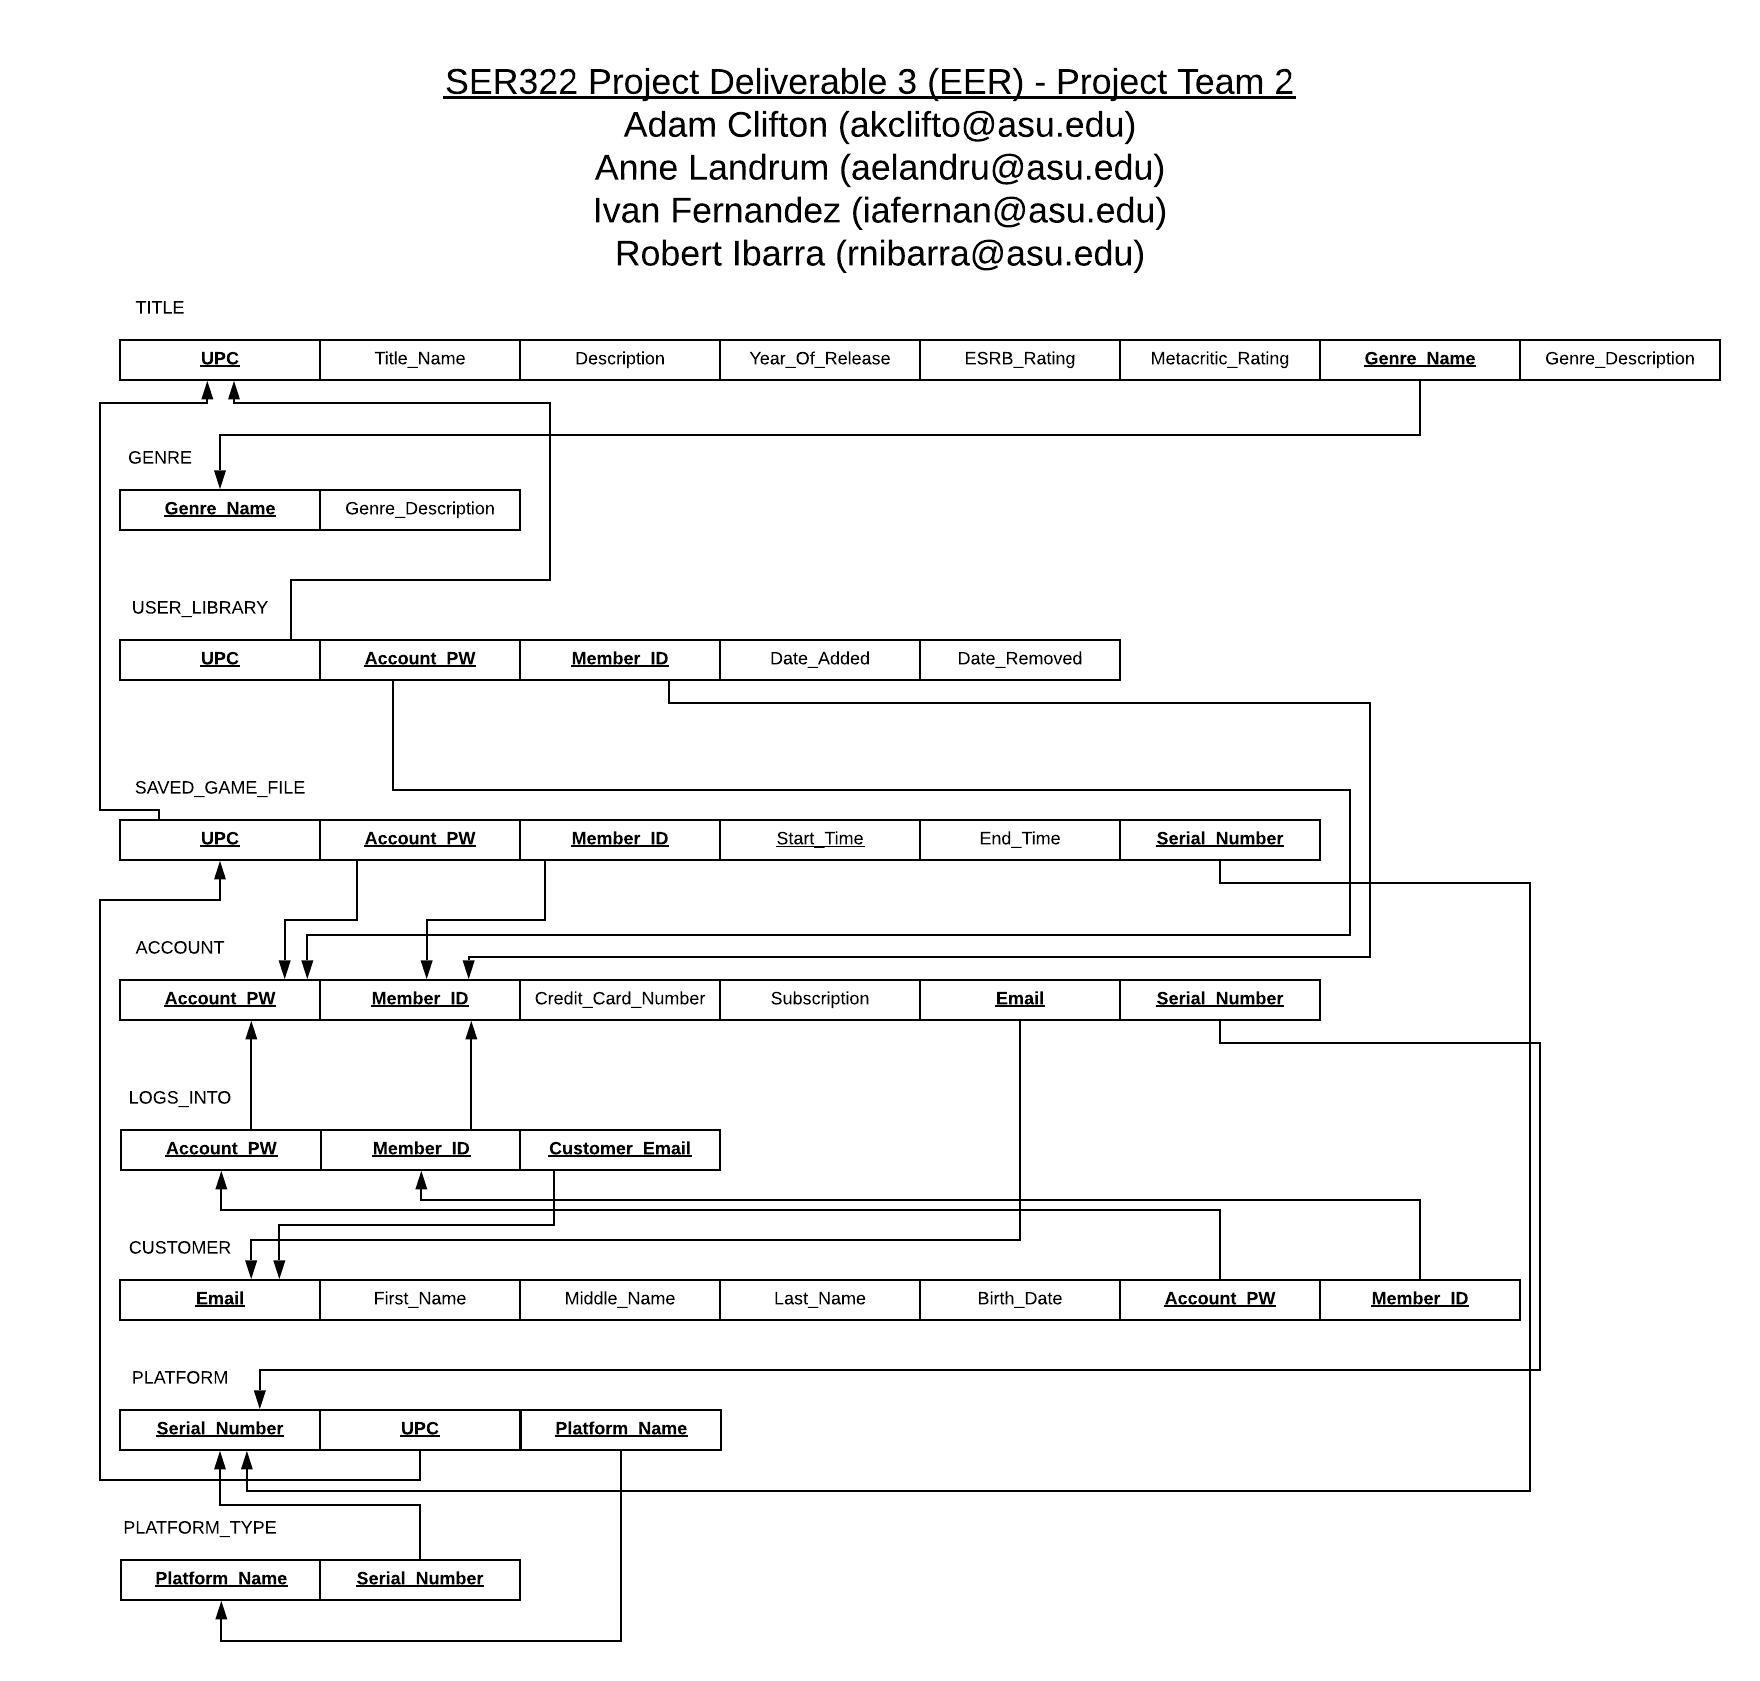 SER322 Project Deliverable 3 (EER) - Project Team 2
Adam Clifton (akclifto@asu.edu)
Anne Landrum (aelandru@asu.edu)
Ivan Fernandez (iafernan@asu.edu)
Robert Ibarra (rnibarra@asu.edu)
TITLE
UPC Title_Name Description Year_Of_Release ESRB_Rating Metacritic_Rating Genre_Name Genre_Description
GENRE
Genre_Name Genre_Description
USER_LIBRARY
UPC Account_PW Member_ID Date_Added Date_Removed
SAVED_GAME_FILE
UPC Account_PW Member_ID Start_Time End_Time Serial_Number
ACCOUNT
Account_PW Member_ID Credit_Card_Number Subscription Email Serial_Number
LOGS_INTO
Account_PW Member_ID Customer_Email
CUSTOMER
Email First_Name Middle_Name Last_Name Birth_Date Account_PW Member_ID
PLATFORM
Serial_Number UPC Platform_Name
PLATFORM_TYPE
Platform_Name Serial_Number